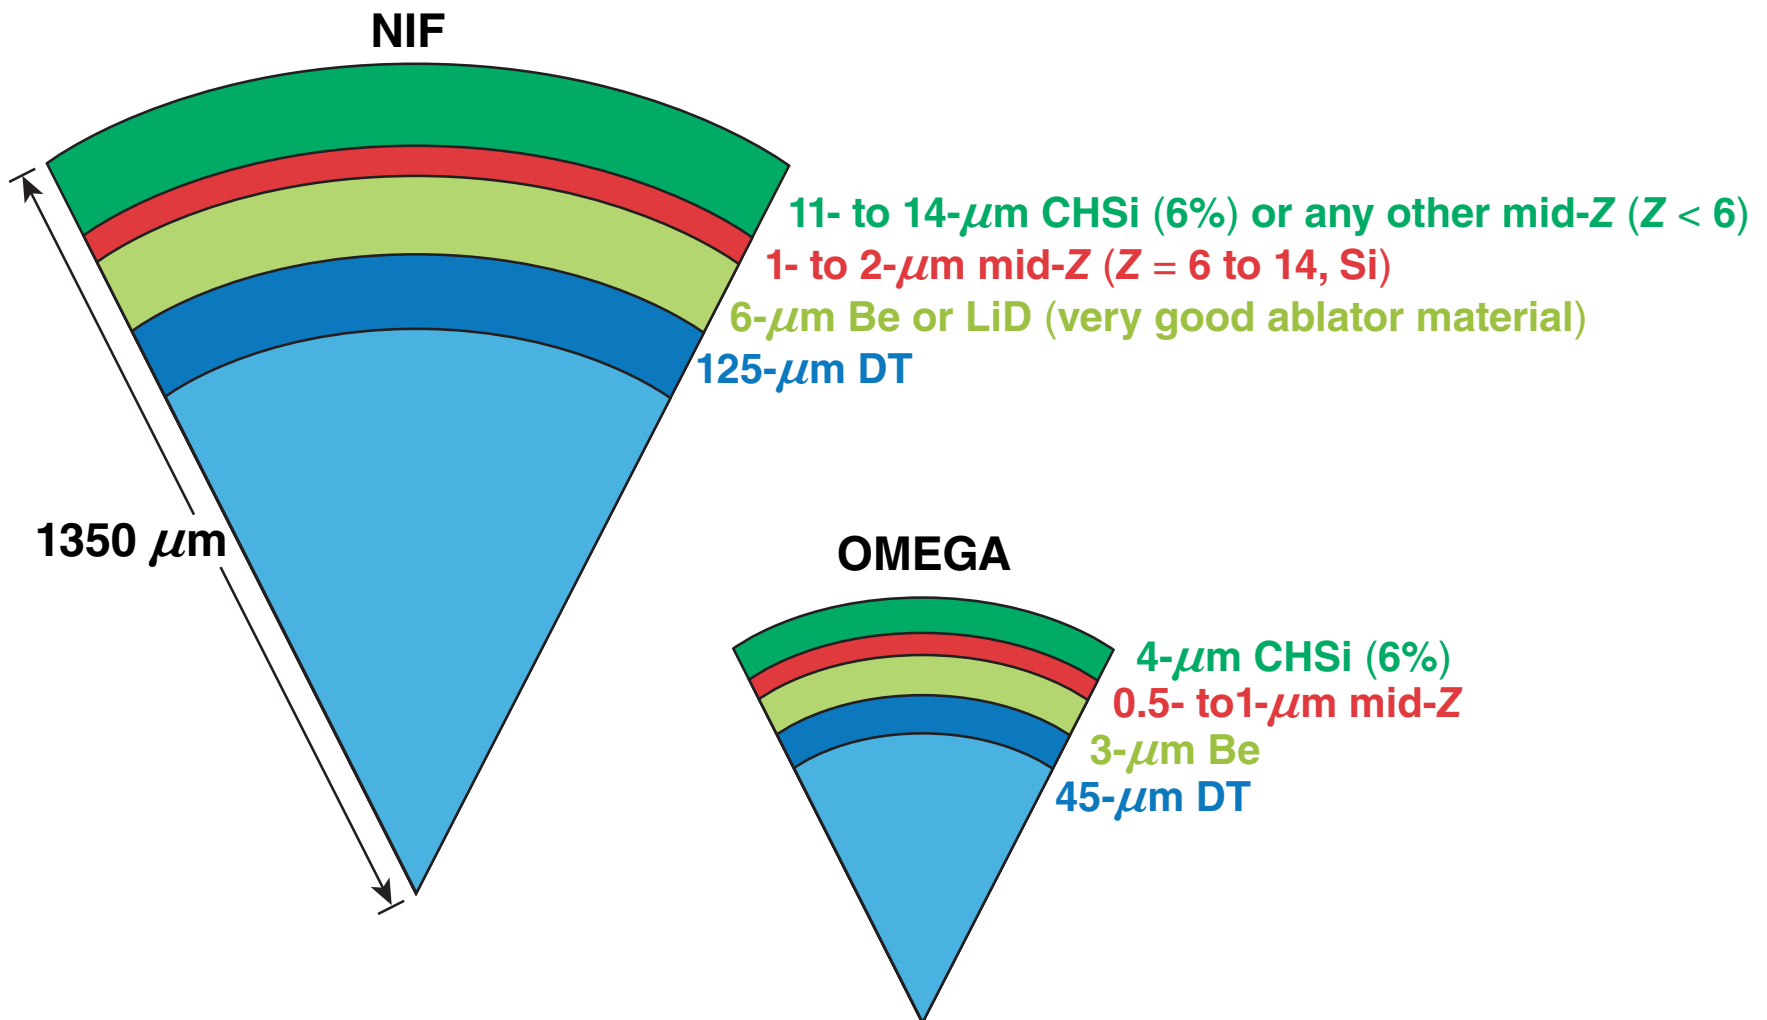 NIF
11- to 14-μm CHSi (6%) or any other mid-Z (Z < 6)
1- to 2-μm mid-Z (Z = 6 to 14, Si)
6-μm Be or LiD (very good ablator material)
125-μm DT
1350 μm
OMEGA
4-μm CHSi (6%)
0.5- to1-μm mid-Z
3-μm Be
45-μm DT